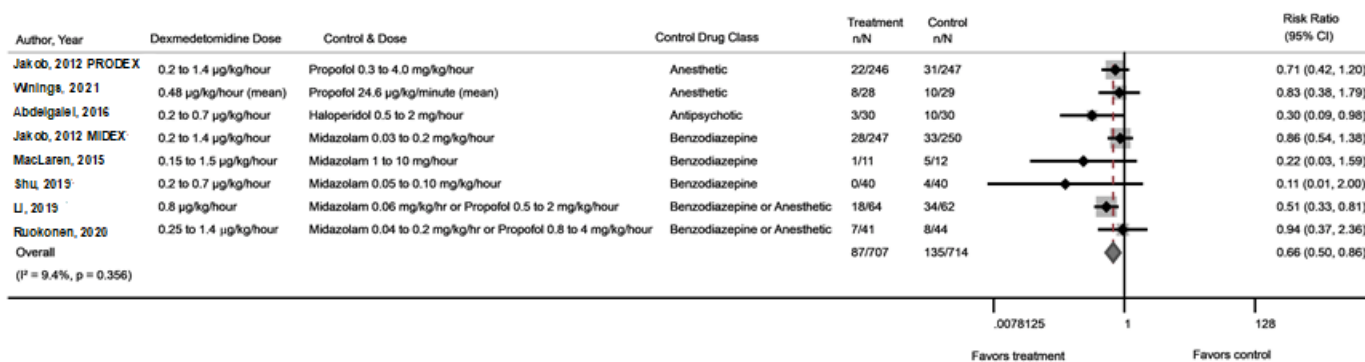 Treatment Control Risk Ratio
Author, Year Dexmedetomidine Dose Control & Dose Control Drug Class n/N n/N (95% CI)
Jakob, 2012 PRODEX 0.2 to 1.4 µg/kg/hour Propofol 0.3 to 4.0 mg/kg/hour Anesthetic 22/246 31/247 0.71 (0.42, 1.20)
Winings, 2021 0.48 µg/kg/hour (mean) Propofol 24.6 µg/kg/minute (mean) Anesthetic 8/28 10/29 0.83 (0.38, 1.79)
Abdelgalel, 2016 0.2 to 0.7 µg/kg/hour Haloperidol 0.5 to 2 mg/hour Antipsychotic 3/30 10/30 0.30 (0.09, 0.98)
Jakob, 2012 MIDEX 0.2 to 1.4 µg/kg/hour Midazolam 0.03 to 0.2 mg/kg/hour Benzodiazepine 28/247 33/250 0.86 (0.54, 1.38)
MacLaren, 2015 0.15 to 1.5 µg/kg/hour Midazolam 1 to 10 mg/hour Benzodiazepine 1/11 5/12 0.22 (0.03, 1.59)
Shu, 2019 0.2 to 0.7 µg/kg/hour Midazolam 0.05 to 0.10 mg/kg/hour Benzodiazepine 0/40 4/40 0.11 (0.01, 2.00)
LI, 2019 0.8 µg/kg/hour Midazolam 0.06 mg/kg/hr or Propofol 0.5 to 2 mg/kg/hour Benzodiazepine or Anesthetic 18/64 34/62 0.51 (0.33, 0.81)
Ruokonen, 2020 0.25 to 1.4 µg/kg/hour Midazolam 0.04 to 0.2 mg/kg/hr or Propofol 0.8 to 4 mg/kg/hour Benzodiazepine or Anesthetic 7/41 8/44 0.94 (0.37, 2.36)
Overall 87/707 135/714 0.66 (0.50, 0.86)
(I² = 9.4%, p = 0.356)
.0078125 1 128
Favors treatment Favors control